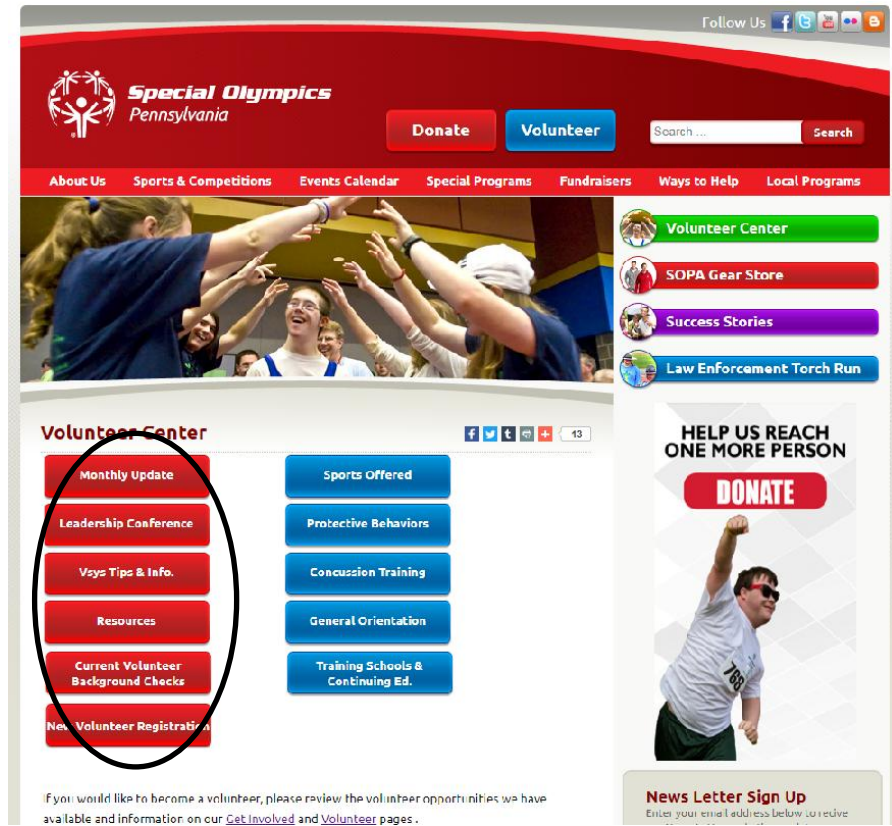 Follow Us
Special Olympics
Pennsylvania
Donate
Volunteer
Search ...
Search
About Us
Sports & Competitions
Events Calendar
Special Programs
Fundraisers
Ways to Help
Local Programs
Volunteer Center
SOPA Gear Store
Success Stories
Law Enforcement Torch Run
Volunteer Center
13
Monthly Update
Sports Offered
Leadership Conference
Protective Behaviors
Vsys Tips & Info.
Concussion Training
Resources
General Orientation
Current Volunteer
Background Checks
Training Schools &
Continuing Ed.
New Volunteer Registration
HELP US REACH
ONE MORE PERSON
DONATE
768
If you would like to become a volunteer, please review the volunteer opportunities we have
available and information on our Get Involved and Volunteer pages .
News Letter Sign Up
Enter your email address below to recive